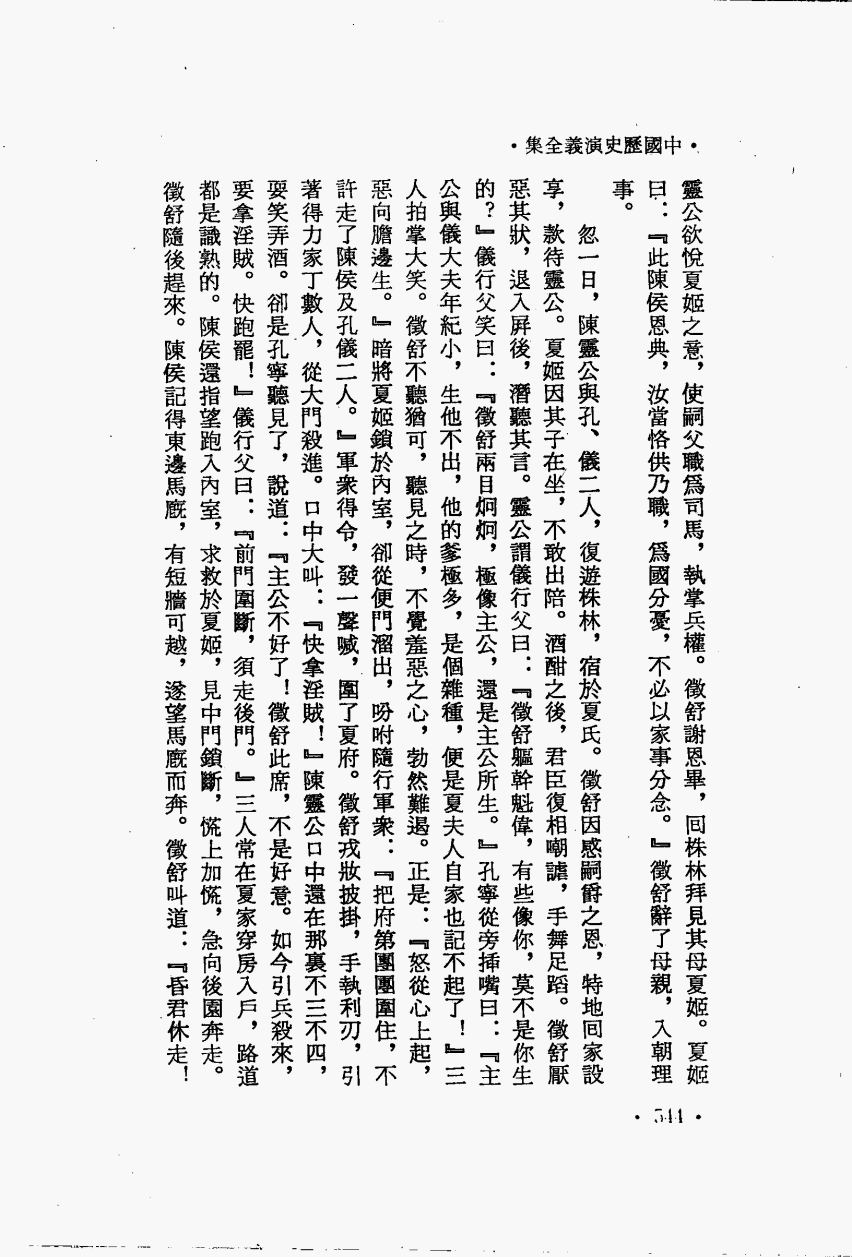 •中國歷史演義全集•
靈公欲悅夏姬之意，使嗣父職爲司馬，執掌兵權。徵舒謝恩畢，回株林拜見其母夏姬。夏姬
曰：『此陳侯恩典，汝當恪供乃職，爲國分憂，不必以家事分念。』徵舒辭了母親，入朝理
事。
忽一日，陳靈公與孔、儀二人，復遊株林，宿於夏氏。徵舒因感嗣爵之恩，特地回家設
享，款待靈公。夏姬因其子在坐，不敢出陪。酒酣之後，君臣復相嘲謔，手舞足蹈。徵舒厭
惡其狀，退入屏後，潛聽其言。靈公謂儀行父曰：『徵舒軀幹魁偉，有些像你，莫不是你生
的？』儀行父笑曰：『徵舒兩目炯炯，極像主公，還是主公所生。』孔寧從旁插嘴曰：『主
公與儀大夫年紀小，生他不出，他的爹極多，是個雜種，便是夏夫人自家也記不起了！』三
人拍掌大笑。徵舒不聽猶可，聽見之時，不覺羞惡之心，勃然難遏。正是：『怒從心上起，
惡向膽邊生。』暗將夏姬鎖於內室，卻從便門溜出，吩咐隨行軍衆：『把府第團團圍住，不
許走了陳侯及孔儀二人。』軍衆得令，發一聲喊，圍了夏府。徵舒戎妝披掛，手執利刃，引
著得力家丁數人，從大門殺進。口中大叫：『快拿淫賊！』陳靈公口中還在那裏不三不四，
耍笑弄酒。卻是孔寧聽見了，說道：『主公不好了！徵舒此席，不是好意。如今引兵殺來，
要拿淫賊。快跑罷！』儀行父曰：『前門圍斷，須走後門。』三人常在夏家穿房入戶，路道
都是識熟的。陳侯還指望跑入內室，求救於夏姬，見中門鎖斷，慌上加慌，急向後園奔走。
徵舒隨後趕來。陳侯記得東邊馬廄，有短牆可越，遂望馬廄而奔。徵舒叫道：『昏君休走！
•544•